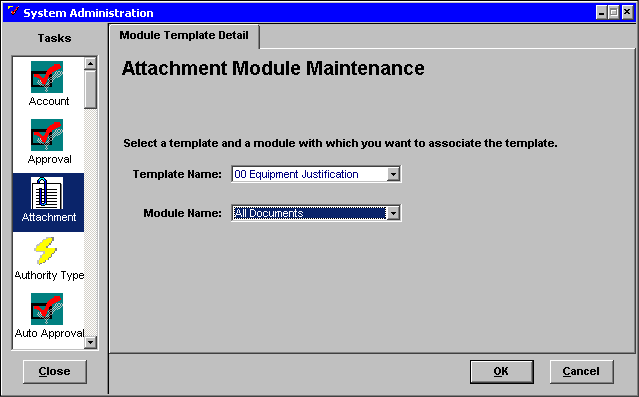 System Administration
Tasks
Account
Approval
Attachment
Authority Type
Auto Approval
Close
Module Template Detail
Attachment Module Maintenance
Select a template and a module with which you want to associate the template.
Template Name: 00 Equipment Justification
Module Name: All Documents
OK
Cancel